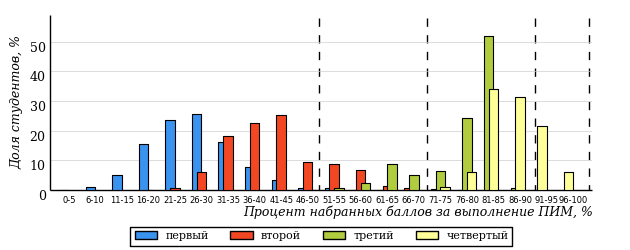 Доля студентов, %
50
40
30
20
10
0
0-5 6-10 11-15 16-20 21-25 26-30 31-35 36-40 41-45 46-50 51-55 56-60 61-65 66-70 71-75 76-80 81-85 86-90 91-95 96-100
Процент набранных баллов за выполнение ПИМ, %
первый второй третий четвертый